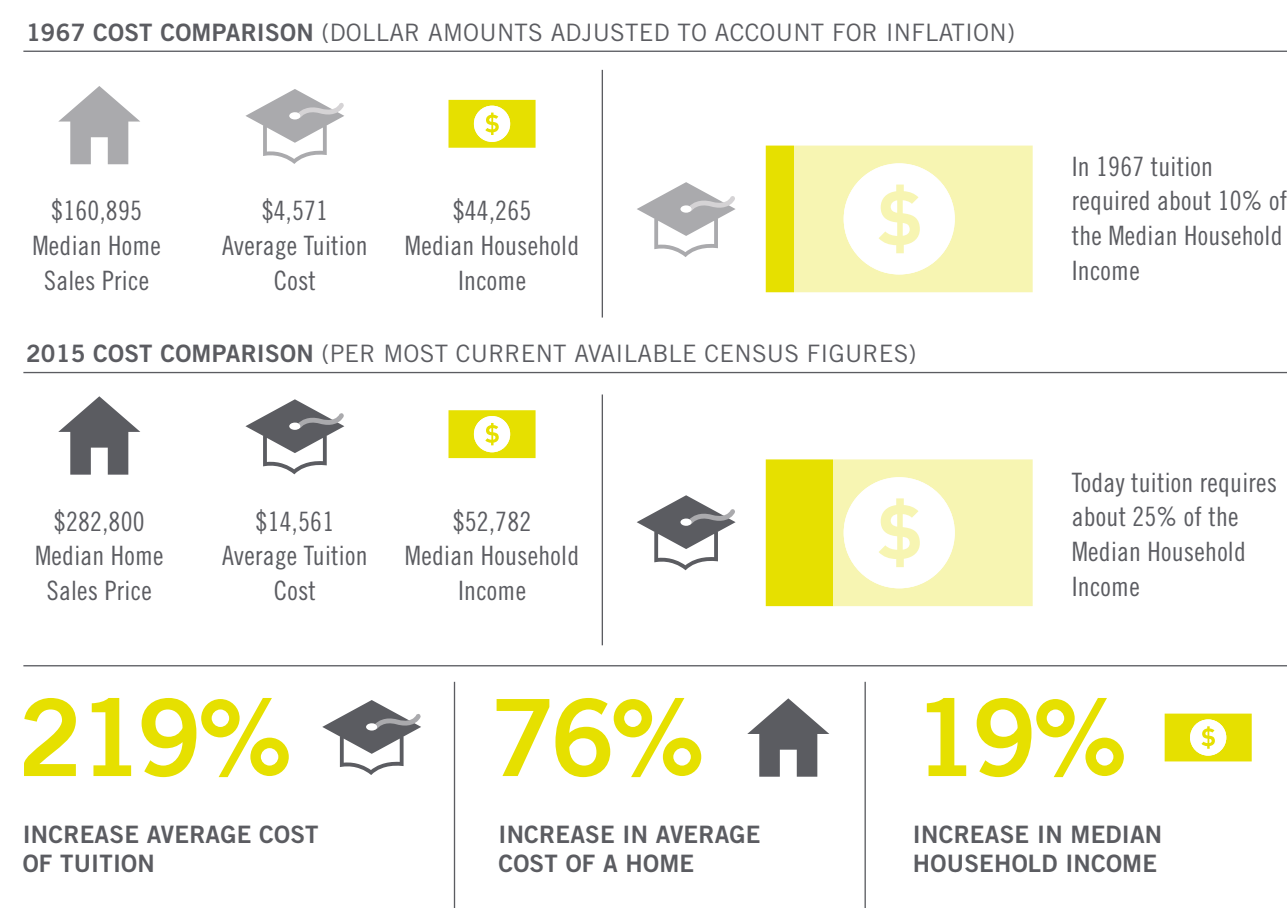 1967 COST COMPARISON (DOLLAR AMOUNTS ADJUSTED TO ACCOUNT FOR INFLATION)
$160,895
Median Home
Sales Price
$4,571
Average Tuition
Cost
$
$44,265
Median Household
Income
$
In 1967 tuition
required about 10% of
the Median Household
Income
2015 COST COMPARISON (PER MOST CURRENT AVAILABLE CENSUS FIGURES)
$282,800
Median Home
Sales Price
$14,561
Average Tuition
Cost
$
$52,782
Median Household
Income
$
Today tuition requires
about 25% of the
Median Household
Income
219%
INCREASE AVERAGE COST
OF TUITION
76%
INCREASE IN AVERAGE
COST OF A HOME
19%
$
INCREASE IN MEDIAN
HOUSEHOLD INCOME